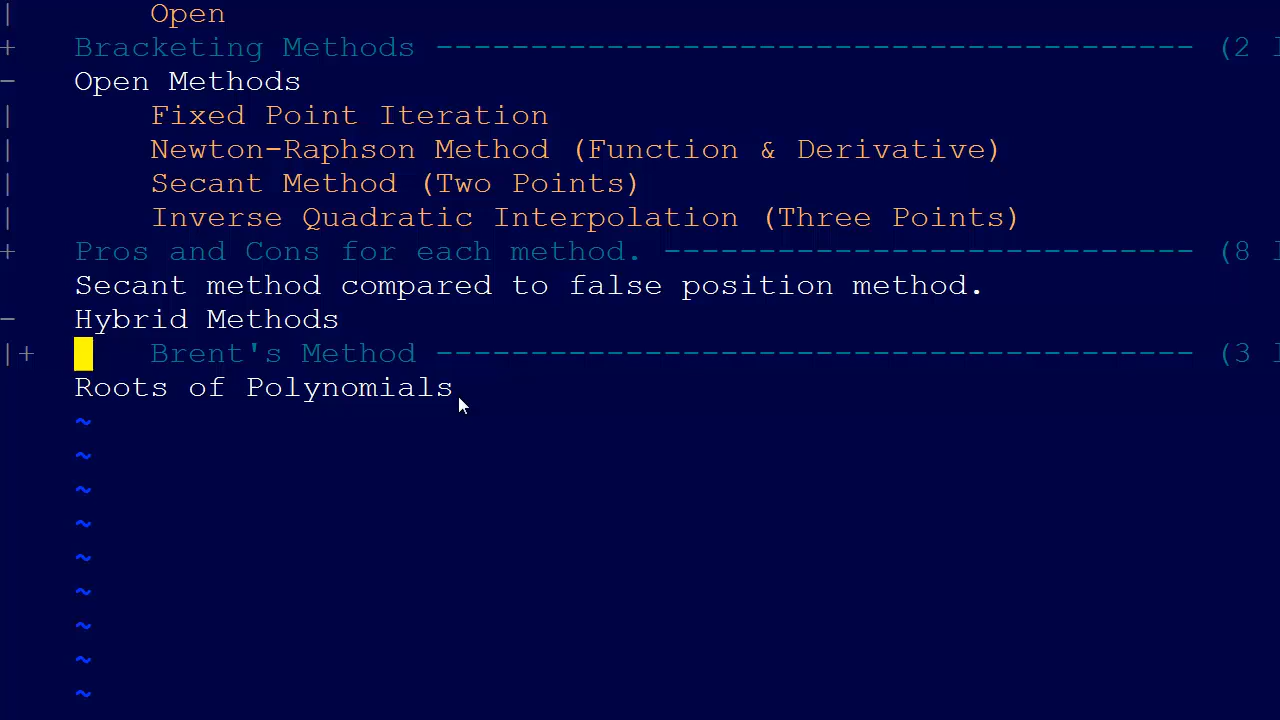 |       Open
+   Bracketing Methods ---------------------------------------- (2 l
-   Open Methods
|       Fixed Point Iteration
|       Newton-Raphson Method (Function & Derivative)
|       Secant Method (Two Points)
|       Inverse Quadratic Interpolation (Three Points)
+   Pros and Cons for each method. ---------------------------- (8 l
    Secant method compared to false position method.
-   Hybrid Methods
|+      Brent's Method ---------------------------------------- (3 l
    Roots of Polynomials
    ~
    ~
    ~
    ~
    ~
    ~
    ~
    ~
    ~